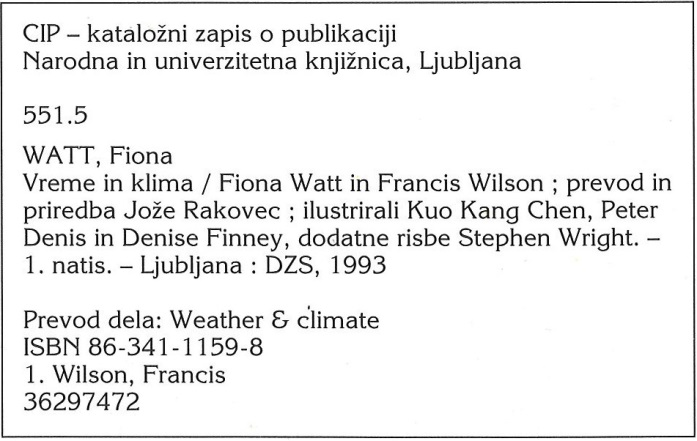 CIP – kataložni zapis o publikaciji
Narodna in univerzitetna knjižnica, Ljubljana
551.5
WATT, Fiona
Vreme in klima / Fiona Watt in Francis Wilson ; prevod in
priredba Jože Rakovec ; ilustrirali Kuo Kang Chen, Peter
Denis in Denise Finney, dodatne risbe Stephen Wright. –
1. natis. – Ljubljana : DZS, 1993
Prevod dela: Weather & climate
ISBN 86-341-1159-8
1. Wilson, Francis
36297472